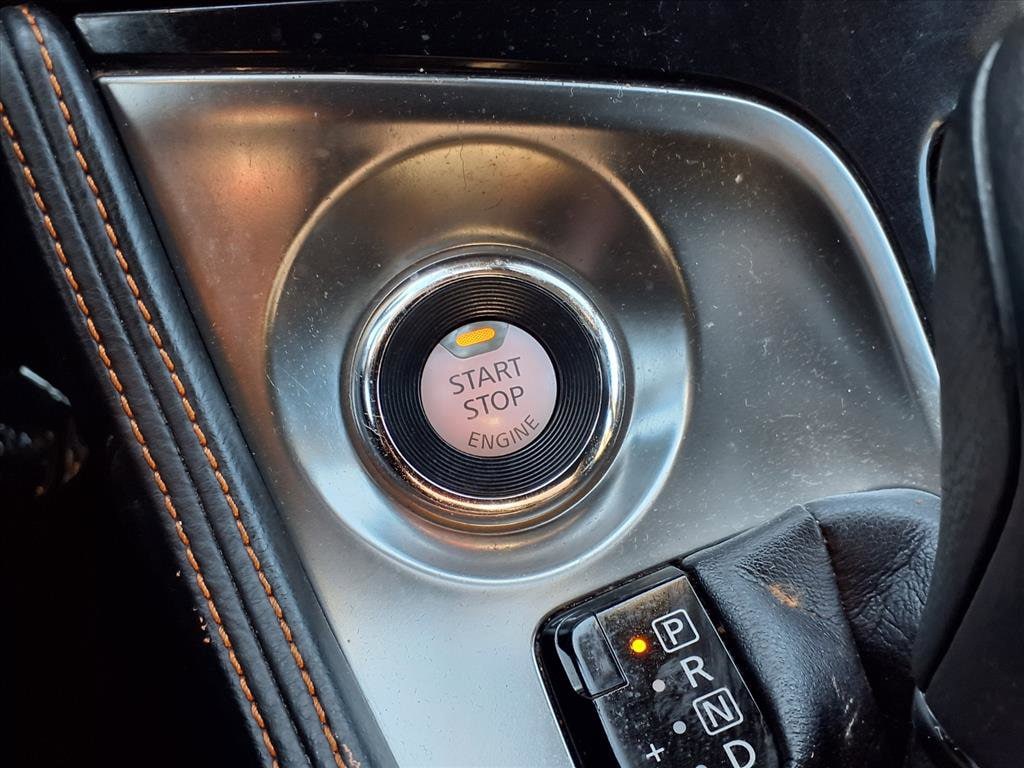 START
STOP
ENGINE
P
R
N
+ D